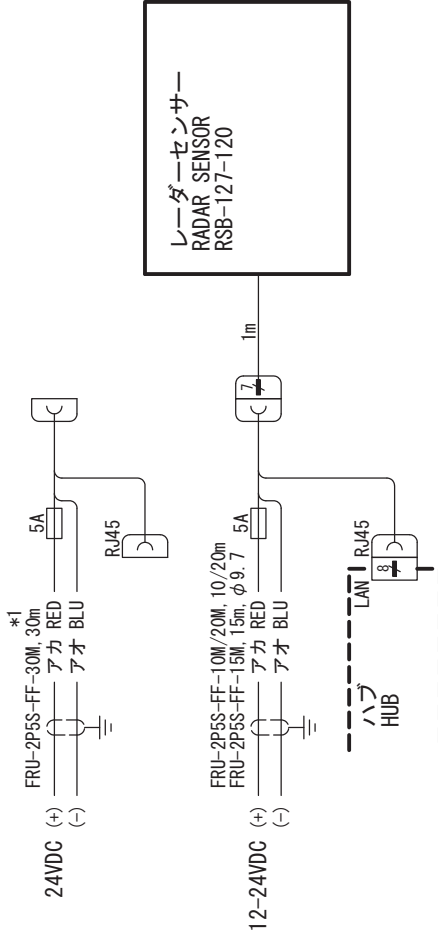 *1
FRU-2P5S-FF-30M, 30m
24VDC (+)
アカ RED
(-)
アオ BLU
5A
RJ45
FRU-2P5S-FF-10M/20M, 10/20m
FRU-2P5S-FF-15M, 15m, φ9.7
12-24VDC (+)
アカ RED
(-)
アオ BLU
5A
7
1m
レーダーセンサー
RADAR SENSOR
RSB-127-120
RJ45
LAN
8
ハブ
HUB